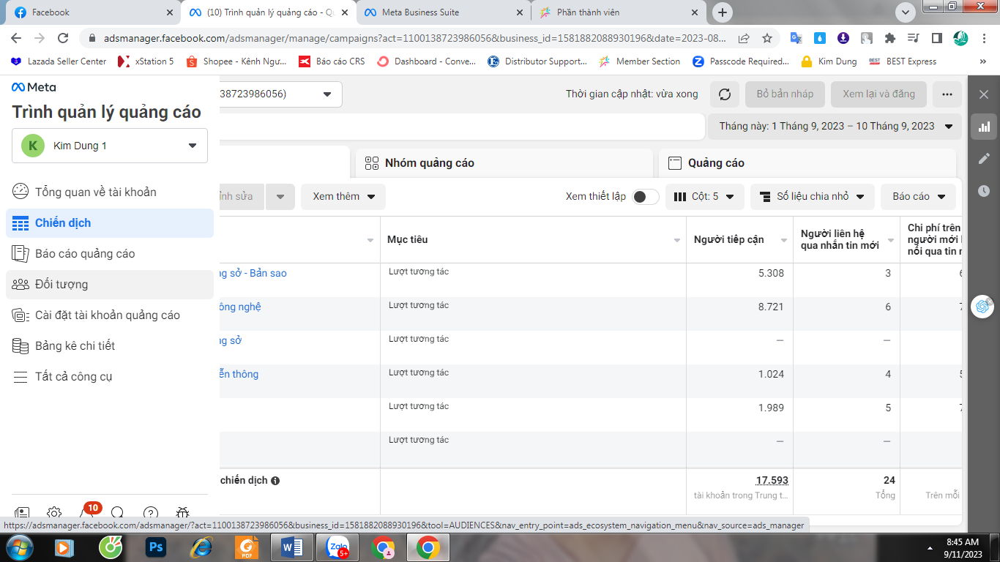 Facebook
(10) Trình quản lý quảng cáo - Qu
Meta Business Suite
Phần thành viên
adsmanager.facebook.com/adsmanager/manage/campaigns?act=1100138723986056&business_id=1581882088930196&date=2023-08...
Lazada Seller Center
xStation 5
Shopee - Kênh Ngư...
Báo cáo CRS
Dashboard - Conve...
Distributor Support...
Member Section
Passcode Required...
Kim Dung
BEST
BEST Express
»
Meta
Trình quản lý quảng cáo
K
Kim Dung 1
Tổng quan về tài khoản
Chiến dịch
Báo cáo quảng cáo
Đối tượng
Cài đặt tài khoản quảng cáo
Bảng kê chi tiết
Tất cả công cụ
10
38723986056)
Thời gian cập nhật: vừa xong
Bỏ bản nháp
Xem lại và đăng
Tháng này: 1 Tháng 9, 2023 – 10 Tháng 9, 2023
Nhóm quảng cáo
Quảng cáo
ỉnh sửa
Xem thêm
Xem thiết lập
Cột: 5
Số liệu chia nhỏ
Báo cáo
Mục tiêu
Người tiếp cận
Người liên hệ
qua nhắn tin mới
Chi phí trên
người mới
nối qua tin
ng sở - Bản sao
Lượt tương tác
5.308
3
ông nghệ
Lượt tương tác
8.721
6
7
ng sở
Lượt tương tác
—
—
ễn thông
Lượt tương tác
1.024
4
5
Lượt tương tác
1.989
5
7
Lượt tương tác
—
—
chiến dịch
17.593
24
tài khoản trong Trung t...
Tổng
Trên mỗi
https://adsmanager.facebook.com/adsmanager/?act=1100138723986056&business_id=1581882088930196&tool=AUDIENCES&nav_entry_point=ads_ecosystem_navigation_menu&nav_source=ads_manager
Ps
PDF
W
Zalo
5+
8:45 AM
9/11/2023